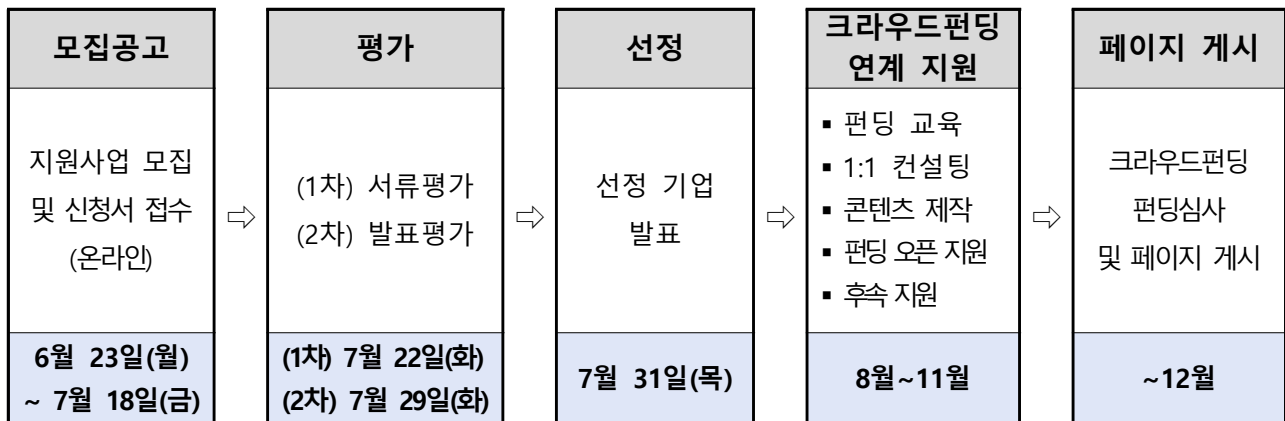 모집공고
지원사업 모집
및 신청서 접수
(온라인)
6월 23일(월)
~ 7월 18일(금)
⇨
평가
(1차) 서류평가
(2차) 발표평가
(1차) 7월 22일(화)
(2차) 7월 29일(화)
⇨
선정
선정 기업
발표
7월 31일(목)
⇨
크라우드펀딩
연계 지원
▪ 펀딩 교육
▪ 1:1 컨설팅
▪ 콘텐츠 제작
▪ 펀딩 오픈 지원
▪ 후속 지원
8월~11월
⇨
페이지 게시
크라우드펀딩
펀딩심사
및 페이지 게시
~12월